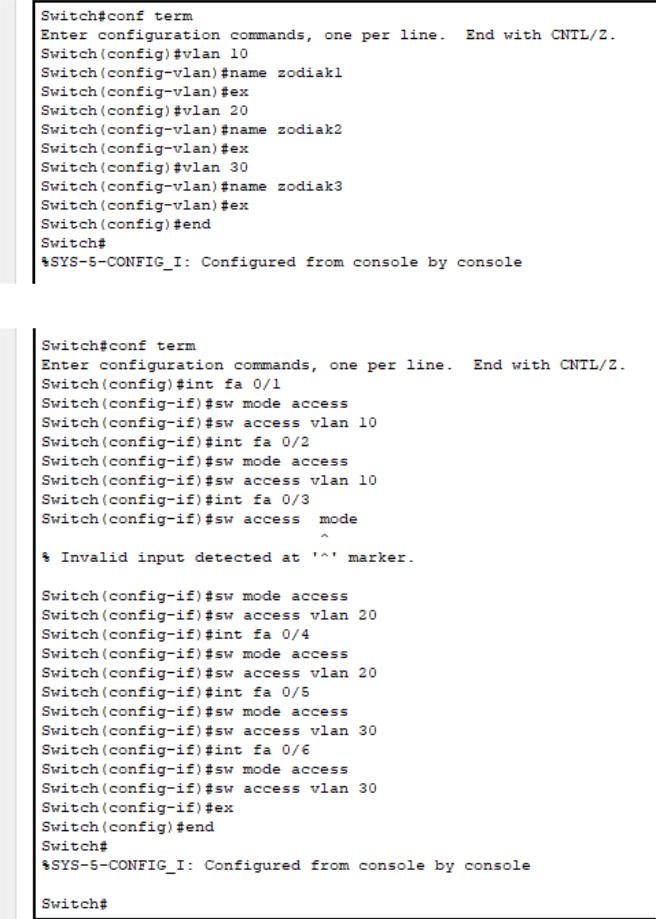 Switch#conf term
Enter configuration commands, one per line.  End with CNTL/Z.
Switch(config)#vlan 10
Switch(config-vlan)#name zodiak1
Switch(config-vlan)#ex
Switch(config)#vlan 20
Switch(config-vlan)#name zodiak2
Switch(config-vlan)#ex
Switch(config)#vlan 30
Switch(config-vlan)#name zodiak3
Switch(config-vlan)#ex
Switch(config)#end
Switch#
%SYS-5-CONFIG_I: Configured from console by console
Switch#conf term
Enter configuration commands, one per line.  End with CNTL/Z.
Switch(config)#int fa 0/1
Switch(config-if)#sw mode access
Switch(config-if)#sw access vlan 10
Switch(config-if)#int fa 0/2
Switch(config-if)#sw mode access
Switch(config-if)#sw access vlan 10
Switch(config-if)#int fa 0/3
Switch(config-if)#sw access  mode
^
% Invalid input detected at '^' marker.
Switch(config-if)#sw mode access
Switch(config-if)#sw access vlan 20
Switch(config-if)#int fa 0/4
Switch(config-if)#sw mode access
Switch(config-if)#sw access vlan 20
Switch(config-if)#int fa 0/5
Switch(config-if)#sw mode access
Switch(config-if)#sw access vlan 30
Switch(config-if)#int fa 0/6
Switch(config-if)#sw mode access
Switch(config-if)#sw access vlan 30
Switch(config-if)#ex
Switch(config)#end
Switch#
%SYS-5-CONFIG_I: Configured from console by console
Switch#